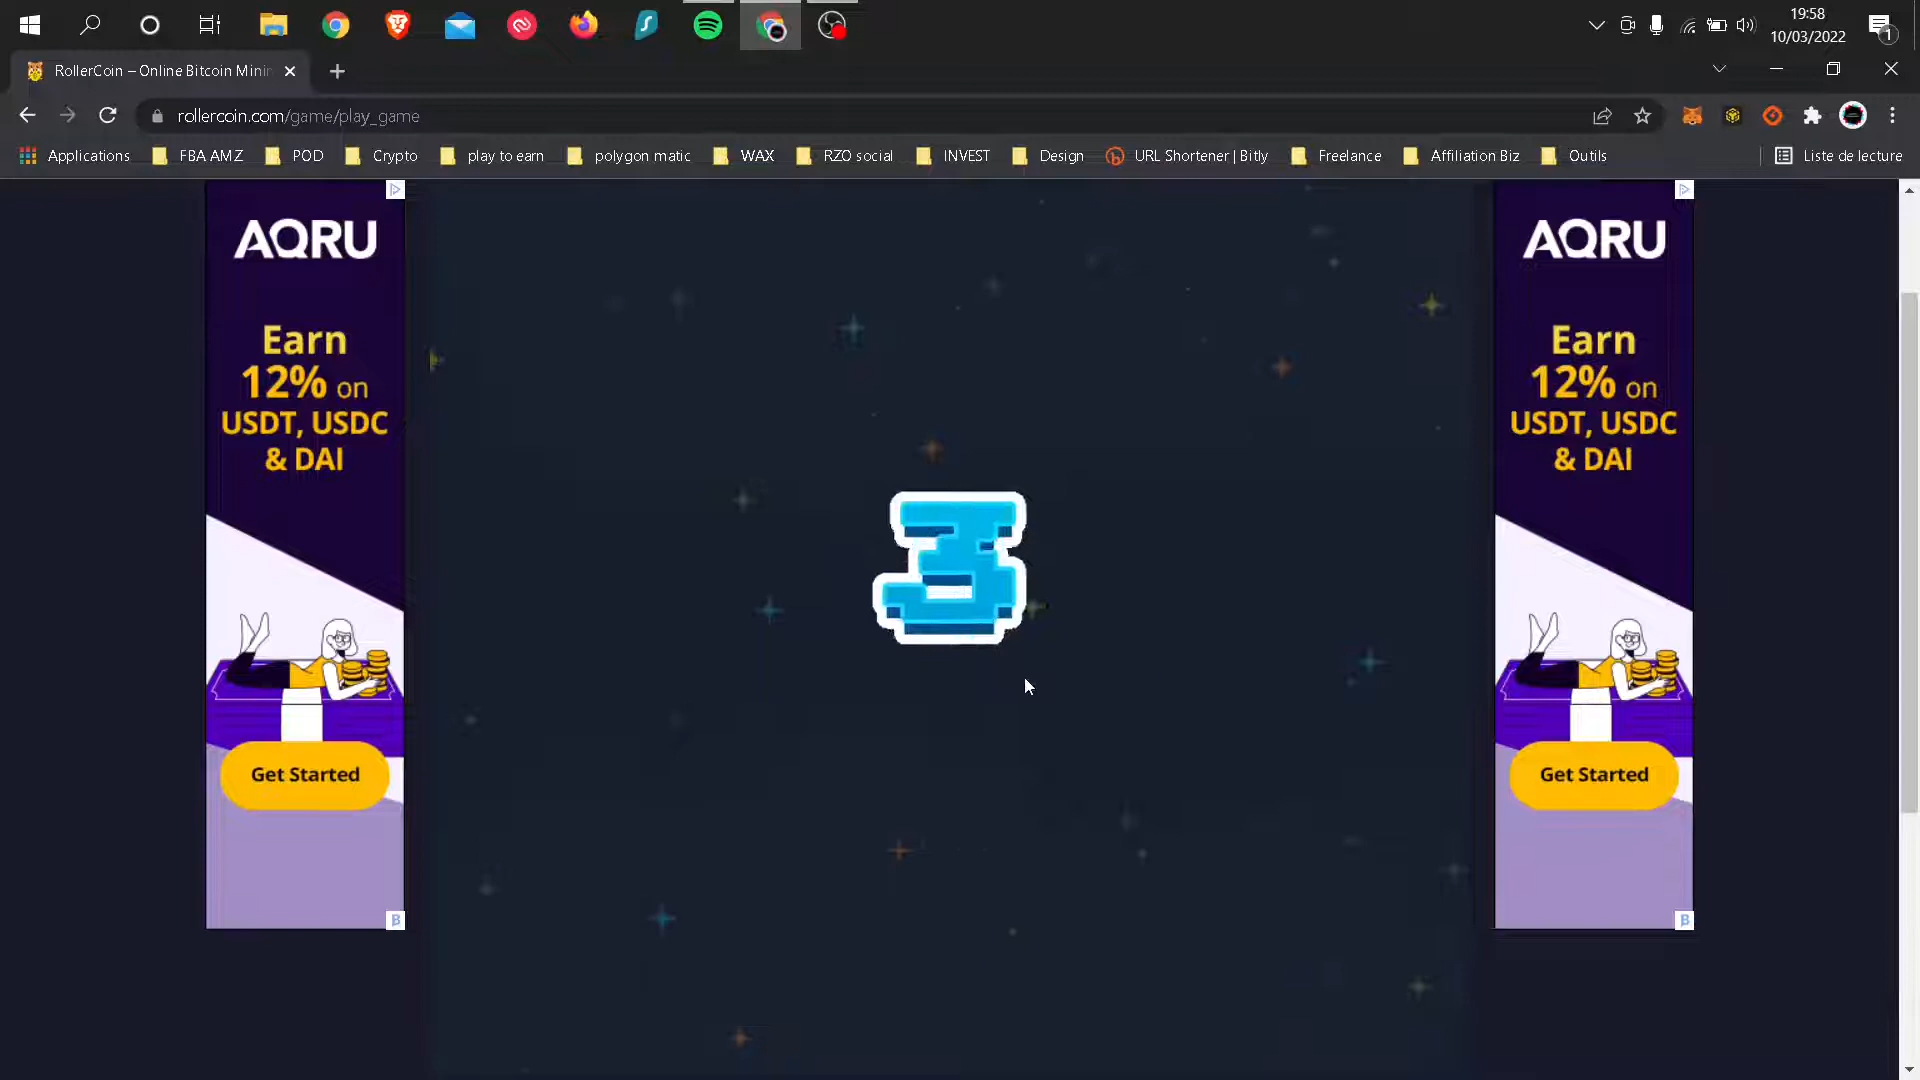 19:58
10/03/2022
1
RollerCoin – Online Bitcoin Minin
rollercoin.com/game/play_game
Applications FBA AMZ POD Crypto play to earn polygon matic WAX RZO social INVEST Design URL Shortener | Bitly Freelance Affiliation Biz Outils Liste de lecture
AQRU
Earn
12% on
USDT, USDC
& DAI
Get Started
B
3
AQRU
Earn
12% on
USDT, USDC
& DAI
Get Started
B